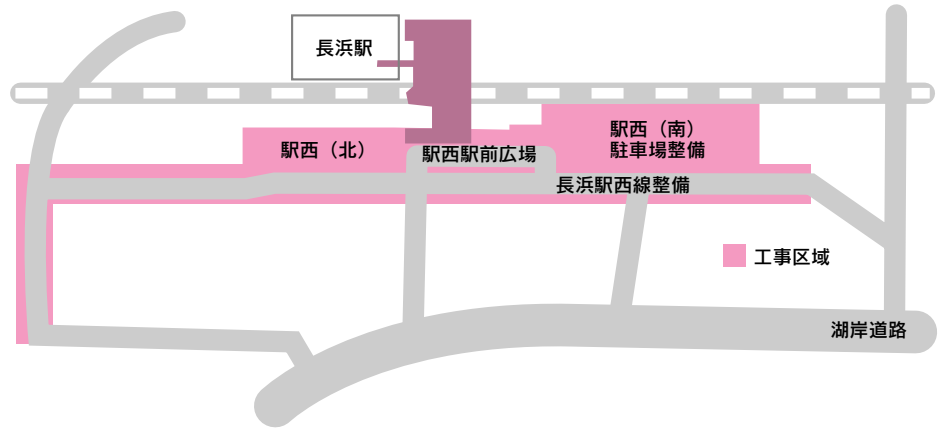 長浜駅
駅西（北）
駅西駅前広場
駅西（南）
駐車場整備
長浜駅西線整備
工事区域
湖岸道路